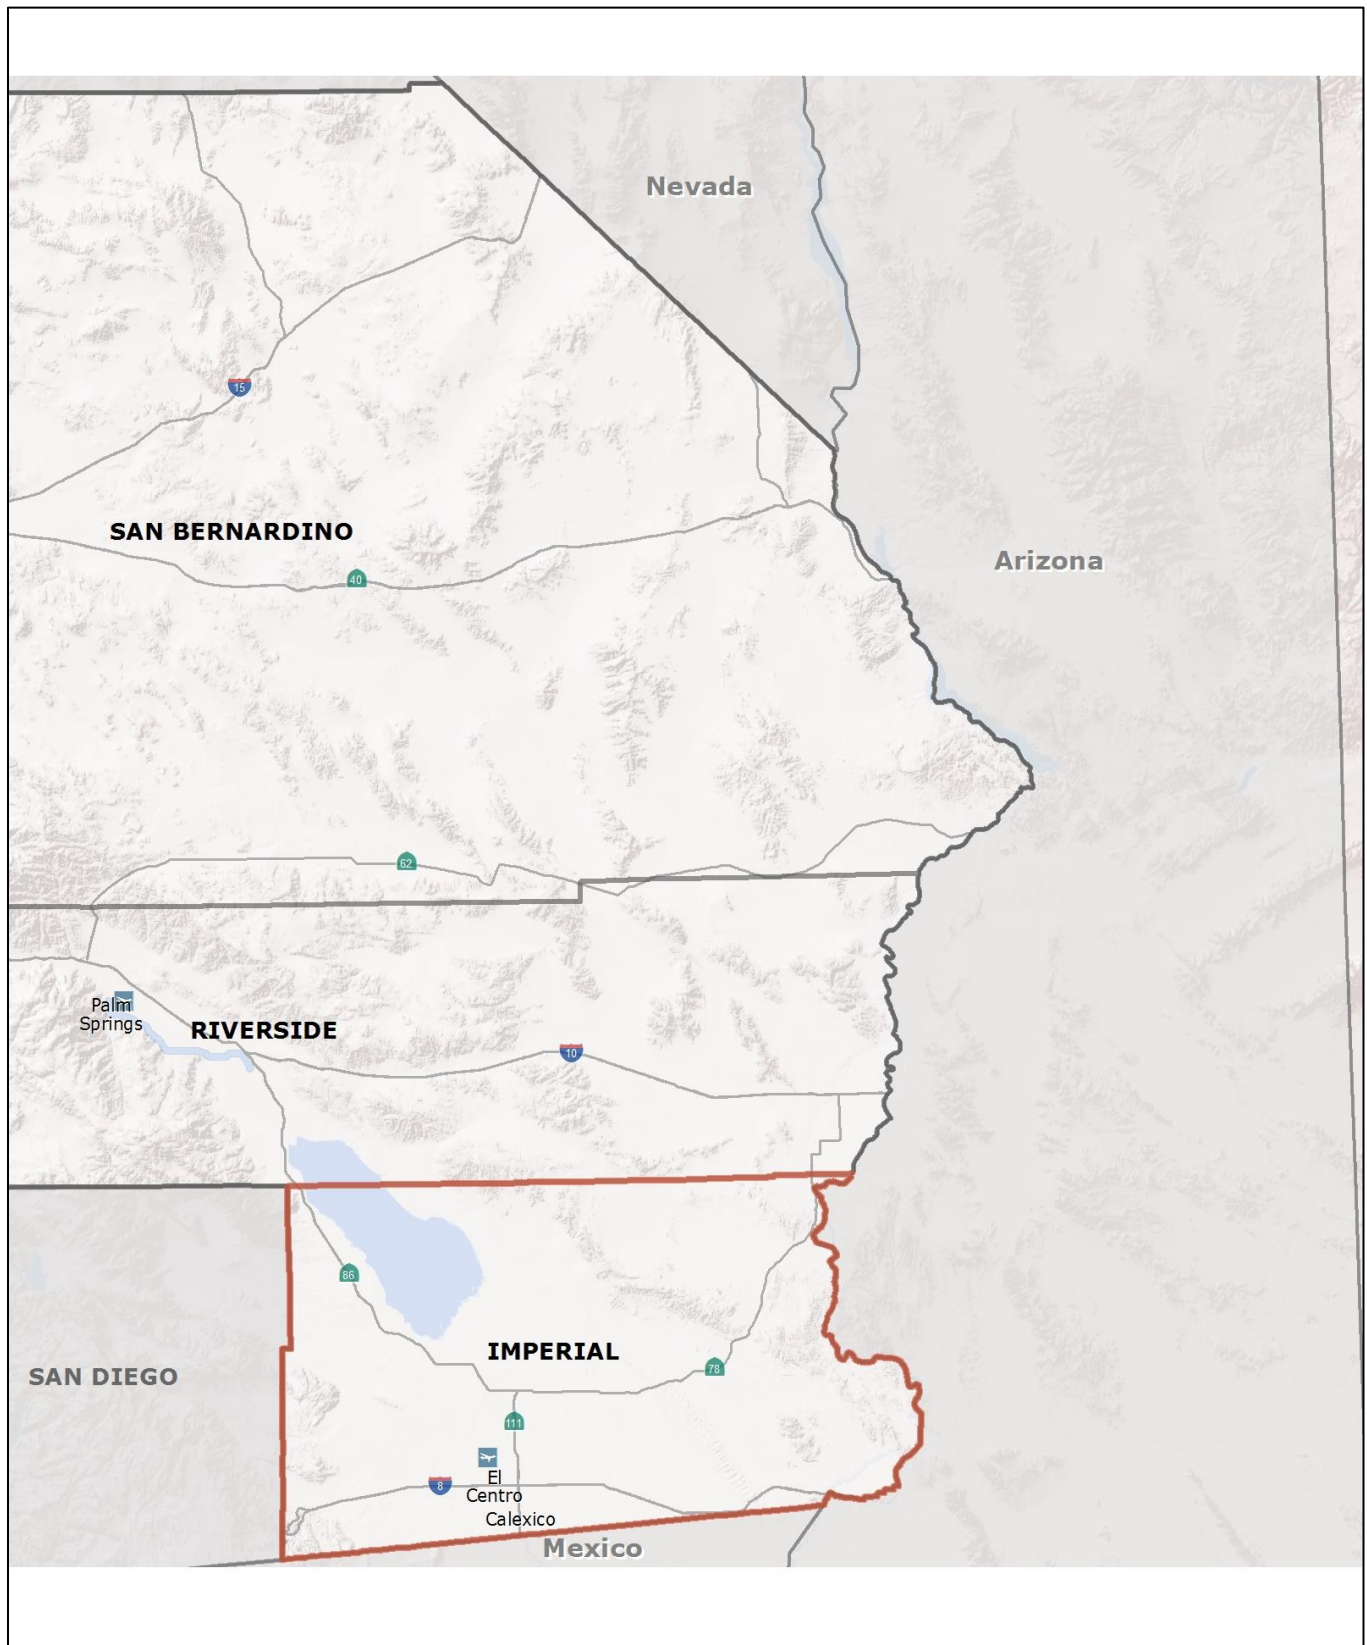 Nevada
15
SAN BERNARDINO
Arizona
40
62
Palm
Springs
RIVERSIDE
10
86
IMPERIAL
78
SAN DIEGO
111
8
El
Centro
Calexico
Mexico